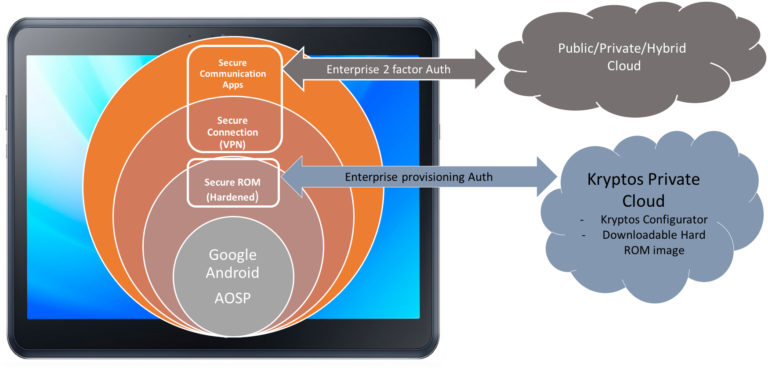 Secure
Communication
Apps
Secure
Connection
(VPN)
Secure ROM
(Hardened)
Google
Android
AOSP
Enterprise 2 factor Auth
Public/Private/Hybrid
Cloud
Enterprise provisioning Auth
Kryptos Private
Cloud
- Kryptos Configurator
- Downloadable Hard
ROM image